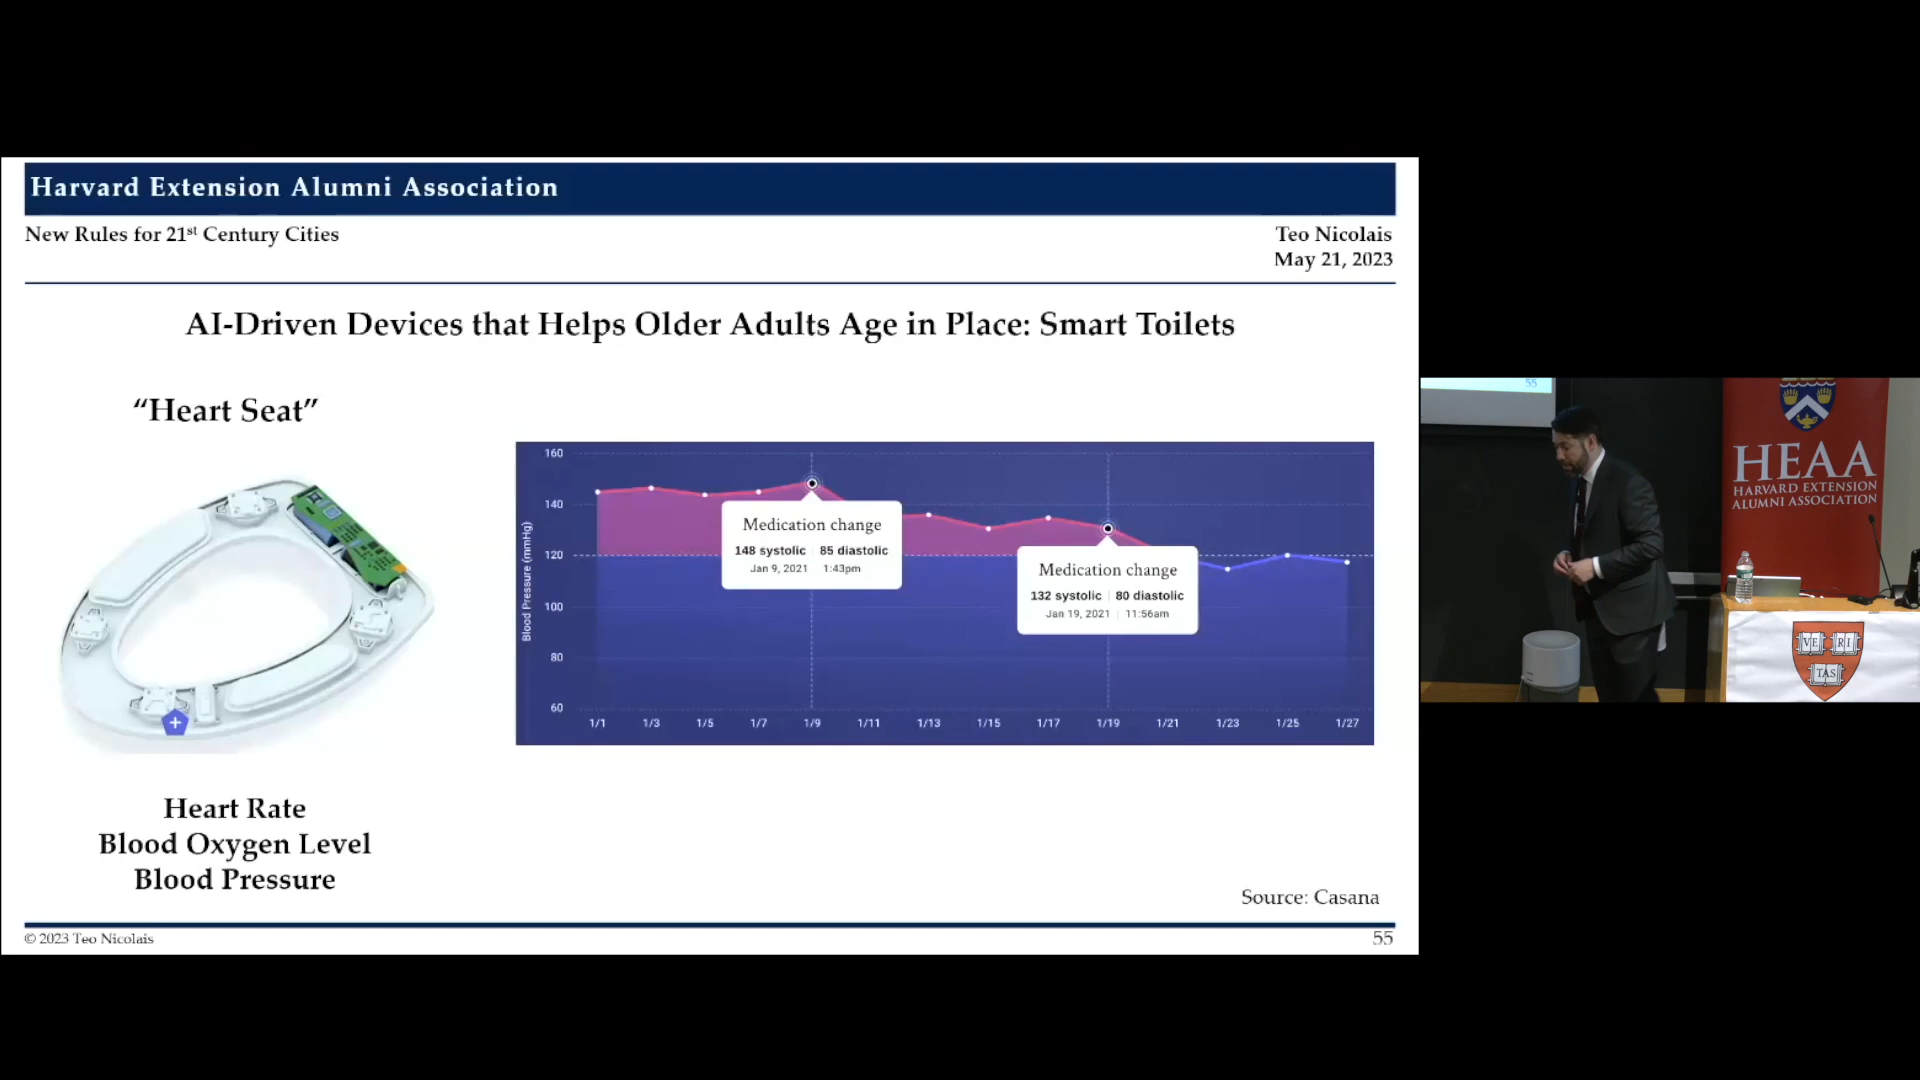 Harvard Extension Alumni Association
New Rules for 21st Century Cities
Teo Nicolais
May 21, 2023
AI-Driven Devices that Helps Older Adults Age in Place: Smart Toilets
“Heart Seat”
Heart Rate
Blood Oxygen Level
Blood Pressure
Blood Pressure (mmHg)
160
140
120
100
80
60
Medication change
148 systolic | 85 diastolic
Jan 9, 2021 1:43pm
Medication change
132 systolic | 80 diastolic
Jan 19, 2021 | 11:56am
1/1 1/3 1/5 1/7 1/9 1/11 1/13 1/15 1/17 1/19 1/21 1/23 1/25 1/27
Source: Casana
© 2023 Teo Nicolais
55
55
HEAA
HARVARD EXTENSION
ALUMNI ASSOCIATION
VE RI
TAS